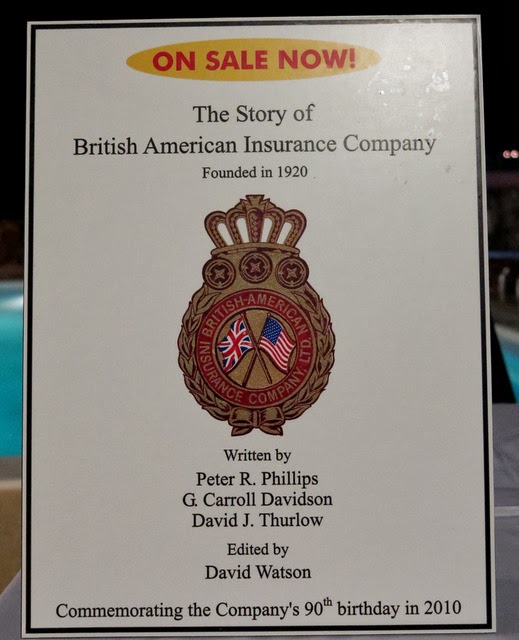 ON SALE NOW!
The Story of
British American Insurance Company
Founded in 1920
BRITISH-AMERICAN
INSURANCE COMPANY, LTD.
Written by
Peter R. Phillips
G. Carroll Davidson
David J. Thurlow
Edited by
David Watson
Commemorating the Company's 90th birthday in 2010